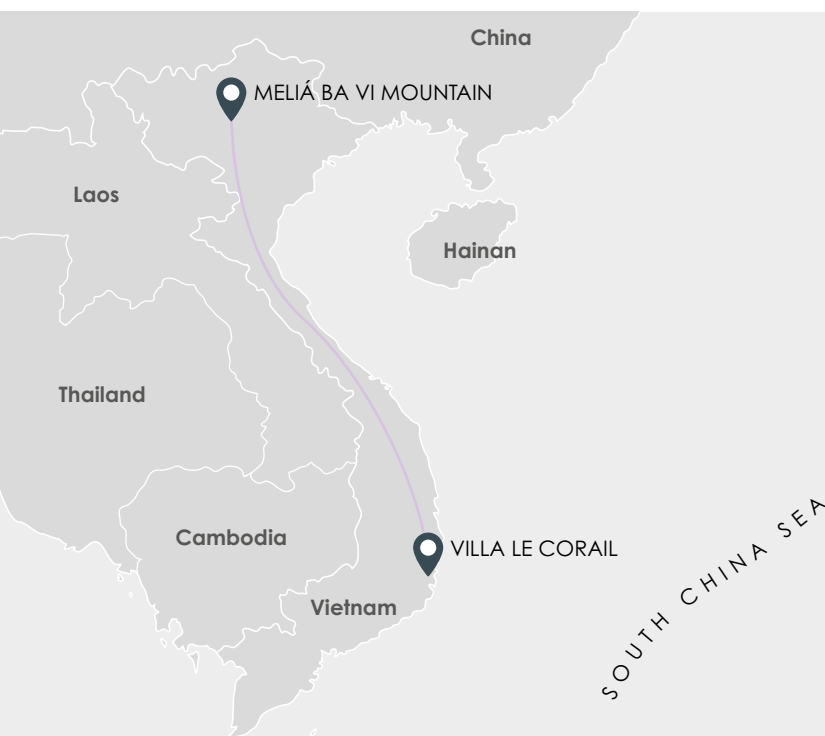 China
MELIÁ BA VI MOUNTAIN
Laos
Hainan
Thailand
Cambodia
VILLA LE CORAIL
Vietnam
SOUTH CHINA SEA